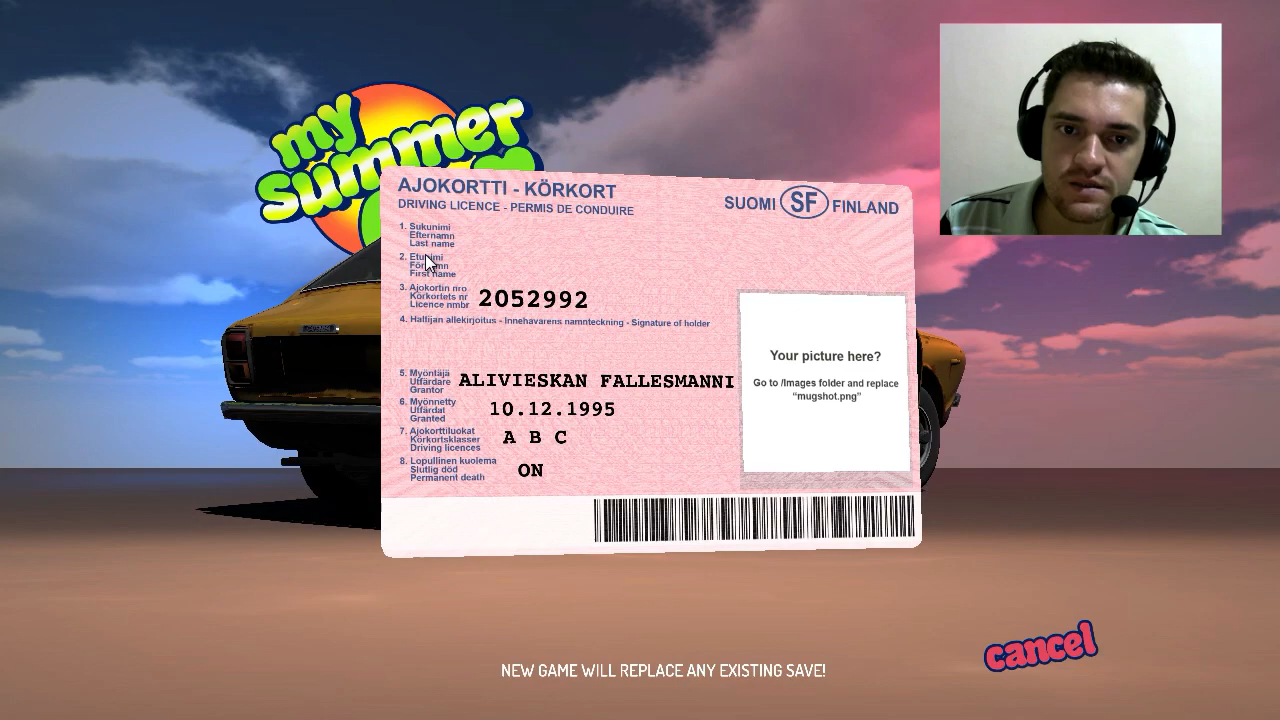 my
summer
AJOKORTTI - KÖRKORT
DRIVING LICENCE - PERMIS DE CONDUIRE
SUOMI SF FINLAND
1. Sukunimi
Efternamn
Last name
2. Etunimi
Förnamn
First name
3. Ajokortin nro
Körkortets nr
Licence nmbr
2052992
4. Haltijan allekirjoitus - Innehavarens namnteckning - Signature of holder
5. Myöntäjä
Utfärdare
Grantor
ALIVIESKAN FALLESMANNI
6. Myönnetty
Utfärdat
Granted
10.12.1995
7. Ajokorttiluokat
Körkortsklasser
Driving licences
A B C
8. Lopullinen kuolema
Slutlig död
Permanent death
ON
Your picture here?
Go to /Images folder and replace
“mugshot.png”
cancel
NEW GAME WILL REPLACE ANY EXISTING SAVE!